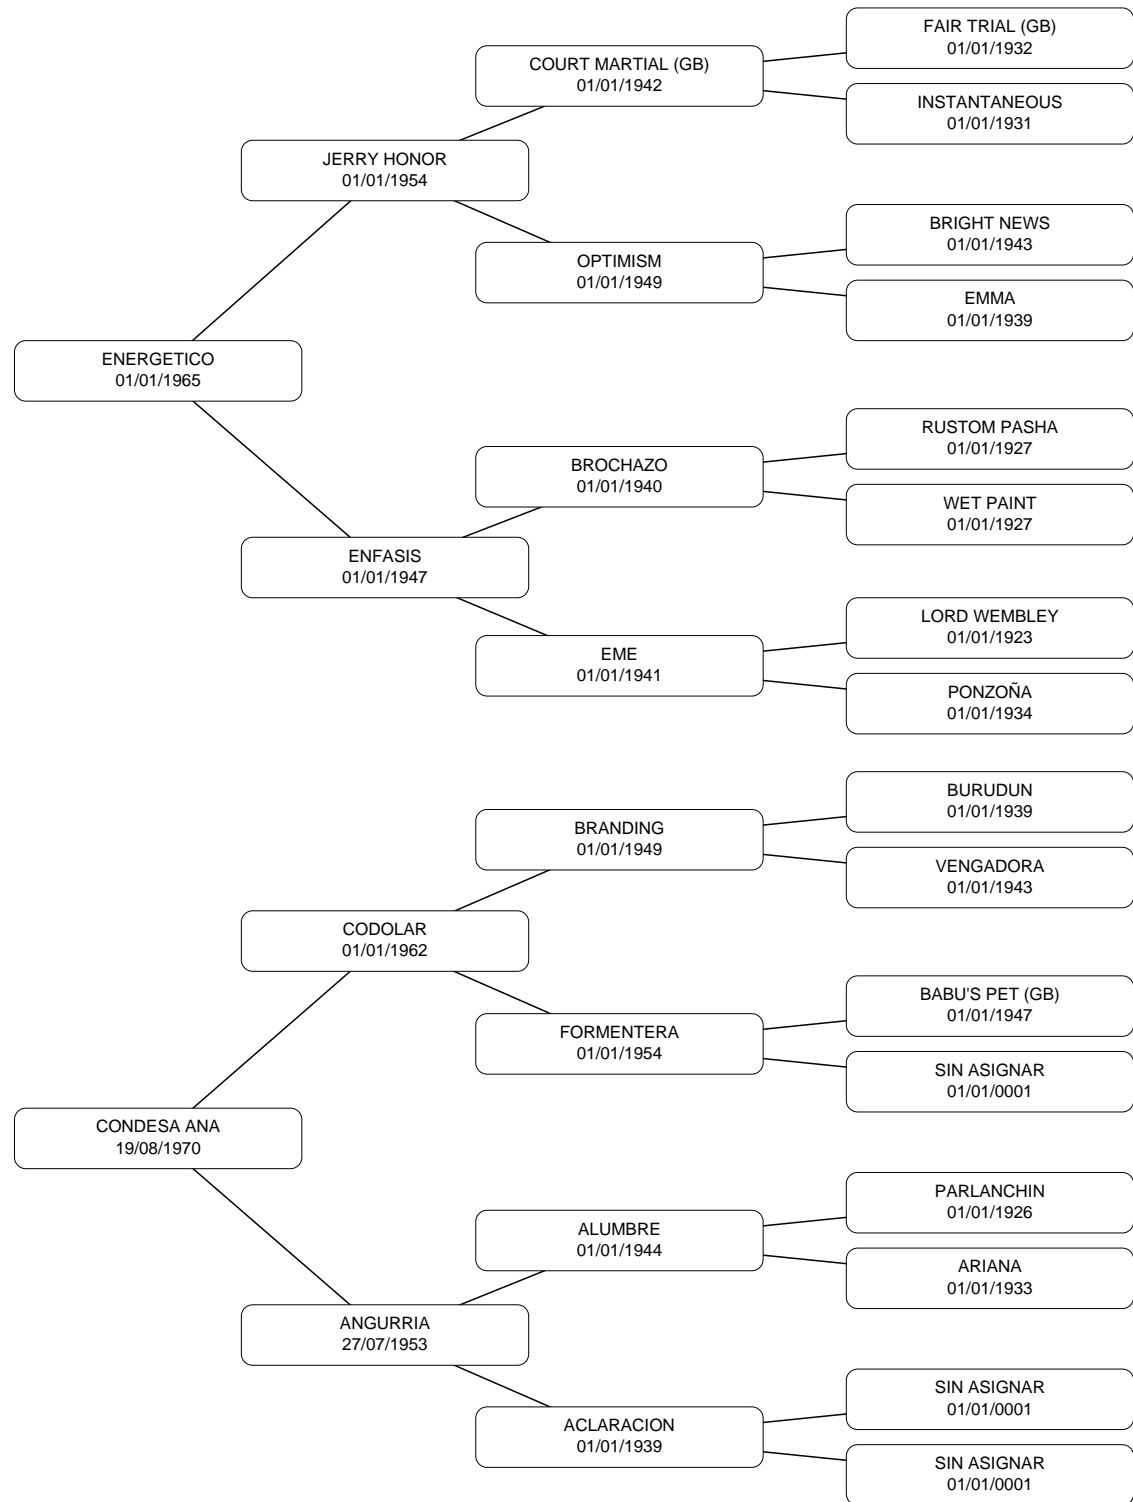 FAIR TRIAL (GB)
01/01/1932
COURT MARTIAL (GB)
01/01/1942
INSTANTANEOUS
01/01/1931
JERRY HONOR
01/01/1954
BRIGHT NEWS
01/01/1943
OPTIMISM
01/01/1949
EMMA
01/01/1939
ENERGETICO
01/01/1965
RUSTOM PASHA
01/01/1927
BROCHAZO
01/01/1940
WET PAINT
01/01/1927
ENFASIS
01/01/1947
LORD WEMBLEY
01/01/1923
EME
01/01/1941
PONZOÑA
01/01/1934
BURUDUN
01/01/1939
BRANDING
01/01/1949
VENGADORA
01/01/1943
CODOLAR
01/01/1962
BABU'S PET (GB)
01/01/1947
FORMENTERA
01/01/1954
SIN ASIGNAR
01/01/0001
CONDESA ANA
19/08/1970
PARLANCHIN
01/01/1926
ALUMBRE
01/01/1944
ARIANA
01/01/1933
ANGURRIA
27/07/1953
SIN ASIGNAR
01/01/0001
ACLARACION
01/01/1939
SIN ASIGNAR
01/01/0001